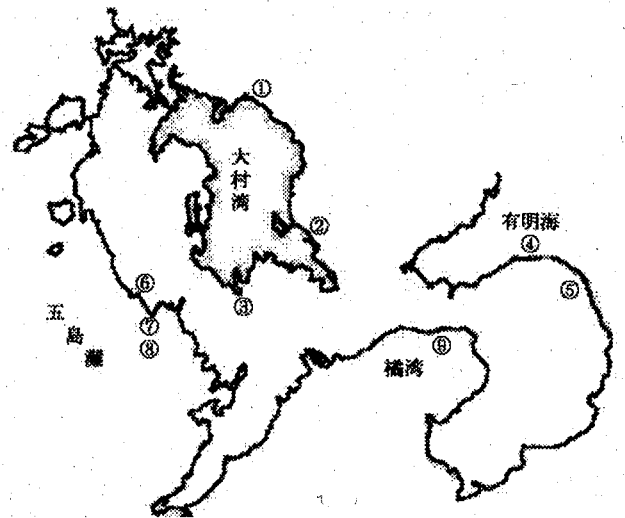 ①
大村湾
②
有明海
④
⑤
③
⑥
五島灘
⑦
⑧
⑨
橘湾